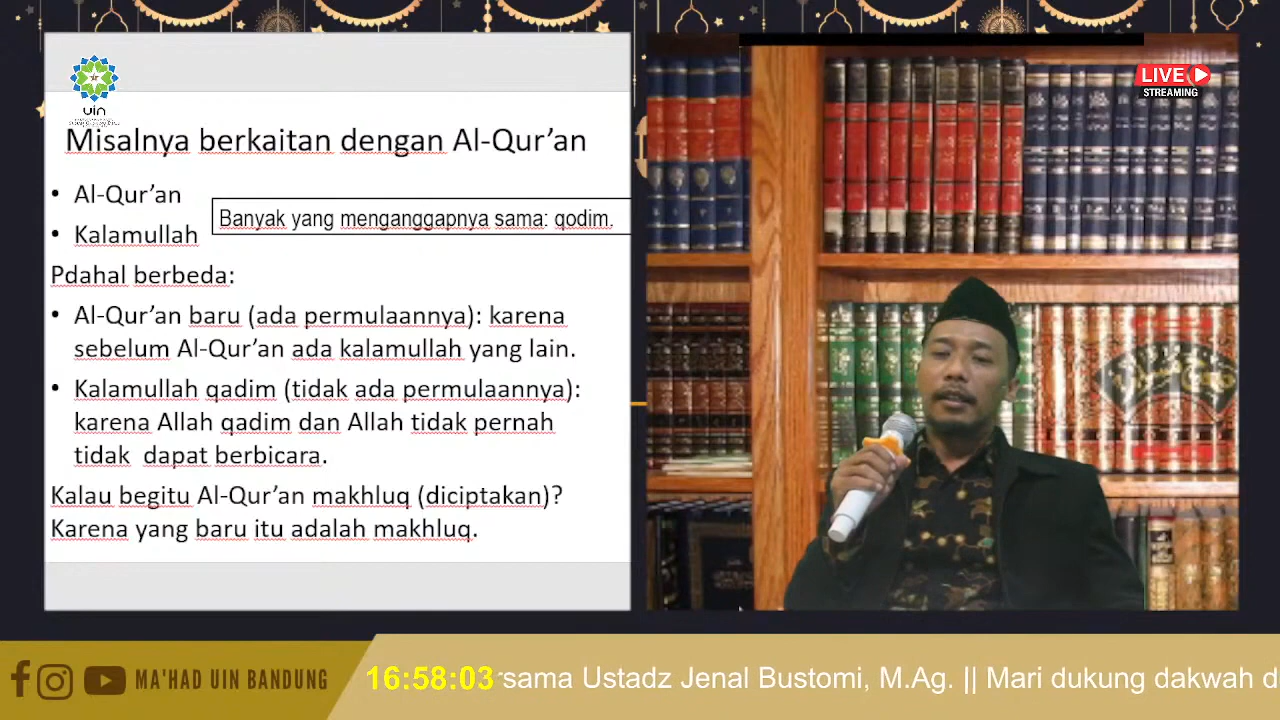 uin
Misalnya berkaitan dengan Al-Qur’an
• Al-Qur’an
Banyak yang menganggapnya sama: qodim.
• Kalamullah
Pdahal berbeda:
• Al-Qur’an baru (ada permulaannya): karena
sebelum Al-Qur’an ada kalamullah yang lain.
• Kalamullah qadim (tidak ada permulaannya):
karena Allah qadim dan Allah tidak pernah
tidak dapat berbicara.
Kalau begitu Al-Qur’an makhluq (diciptakan)?
Karena yang baru itu adalah makhluq.
LIVE
STREAMING
MA'HAD UIN BANDUNG
16:58:03 sama Ustadz Jenal Bustomi, M.Ag. || Mari dukung dakwah d